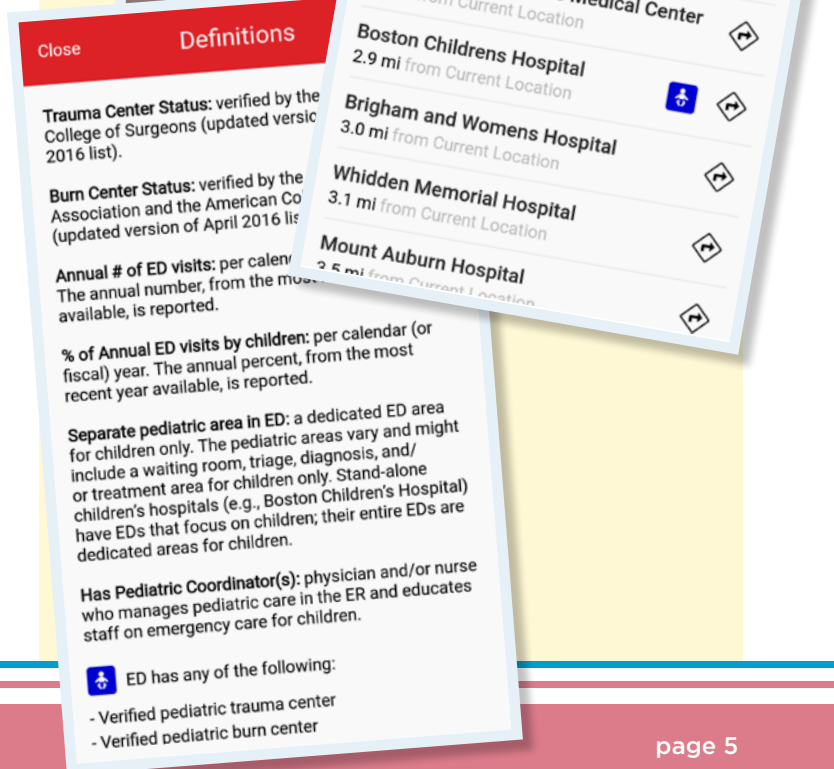 Close
Definitions
Trauma Center Status: verified by the
College of Surgeons (updated versio
2016 list).
Burn Center Status: verified by the
Association and the American Co
(updated version of April 2016 lis
Annual # of ED visits: per calen
The annual number, from the most
available, is reported.
% of Annual ED visits by children: per calendar (or
fiscal) year. The annual percent, from the most
recent year available, is reported.
Separate pediatric area in ED: a dedicated ED area
for children only. The pediatric areas vary and might
include a waiting room, triage, diagnosis, and/
or treatment area for children only. Stand-alone
children's hospitals (e.g., Boston Children's Hospital)
have EDs that focus on children; their entire EDs are
dedicated areas for children.
Has Pediatric Coordinator(s): physician and/or nurse
who manages pediatric care in the ER and educates
staff on emergency care for children.
ED has any of the following:
- Verified pediatric trauma center
- Verified pediatric burn center
Medical Center
from Current Location
Boston Childrens Hospital
2.9 mi from Current Location
Brigham and Womens Hospital
3.0 mi from Current Location
Whidden Memorial Hospital
3.1 mi from Current Location
Mount Auburn Hospital
3.5 mi from Current Location
page 5